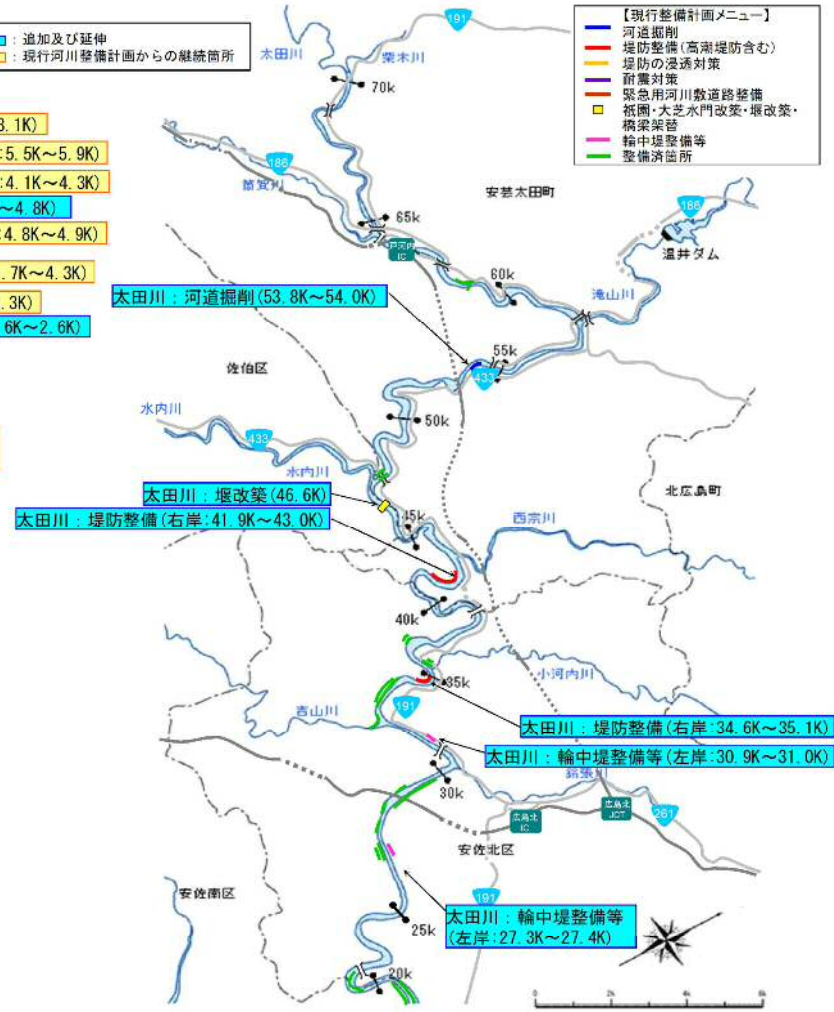 ：追加及び延伸
：現行河川整備計画からの継続箇所
【現行整備計画メニュー】
河道掘削
堤防整備(高潮堤防含む)
堤防の浸透対策
耐震対策
緊急用河川敷道路整備
祇園・大芝水門改築・堰改築・
橋梁架替
輪中堤整備等
整備済箇所
3.1K)
:5.5K～5.9K)
:4.1K～4.3K)
～4.8K)
:4.8K～4.9K)
.7K～4.3K)
.3K)
6K～2.6K)
191
太田川
柴木川
70k
186
筒賀川
安芸太田町
186
65k
戸河内
IC
温井ダム
60k
滝山川
太田川：河道掘削(53.8K～54.0K)
55k
433
佐伯区
50k
水内川
433
水内川
北広島町
太田川：堰改築(46.6K)
太田川：堤防整備(右岸:41.9K～43.0K)
45k
西宗川
40k
小河内川
35k
吉山川
191
太田川：堤防整備(右岸:34.6K～35.1K)
太田川：輪中堤整備等(左岸:30.9K～31.0K)
鈴張川
30k
広島北
IC
広島北
JCT
261
安佐北区
安佐南区
191
太田川：輪中堤整備等
(左岸:27.3K～27.4K)
25k
20k
0
2k
4k
6k